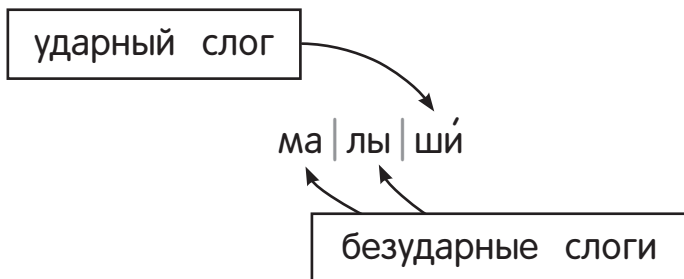 ударный слог
ма|лы|ши́
безударные слоги